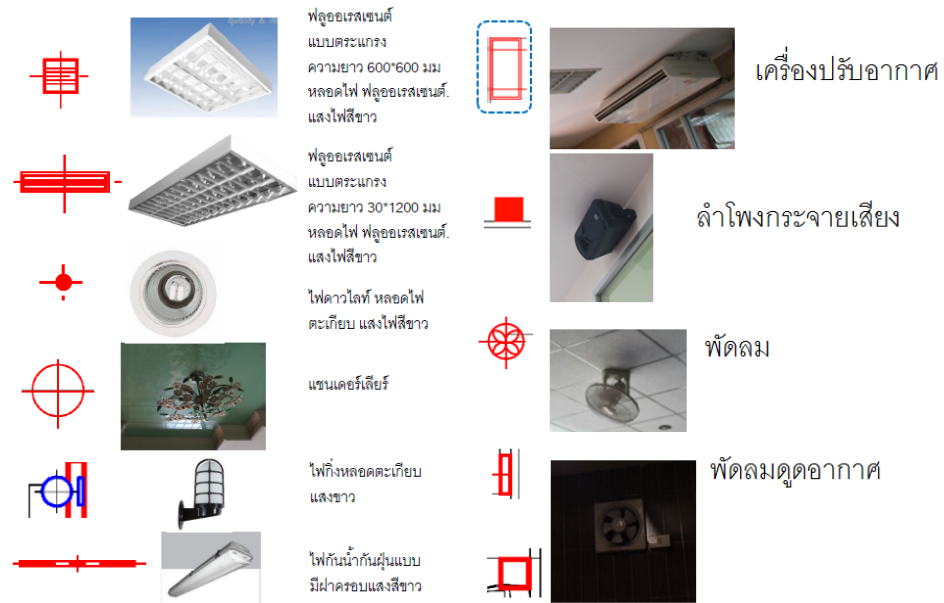 quality &
ฟลูออเรสเซนต์
แบบตระแกรง
ความยาว 600*600 มม
หลอดไฟ ฟลูออเรสเซนต์.
แสงไฟสีขาว
ฟลูออเรสเซนต์
แบบตระแกรง
ความยาว 30*1200 มม
หลอดไฟ ฟลูออเรสเซนต์.
แสงไฟสีขาว
ไฟดาวไลท์ หลอดไฟ
ตะเกียบ แสงไฟสีขาว
แชนเดอร์เลียร์
ไฟกิ่งหลอดตะเกียบ
แสงขาว
ไฟกันน้ำกันฝุ่นแบบ
มีฝาครอบแสงสีขาว
เครื่องปรับอากาศ
ลำโพงกระจายเสียง
พัดลม
พัดลมดูดอากาศ